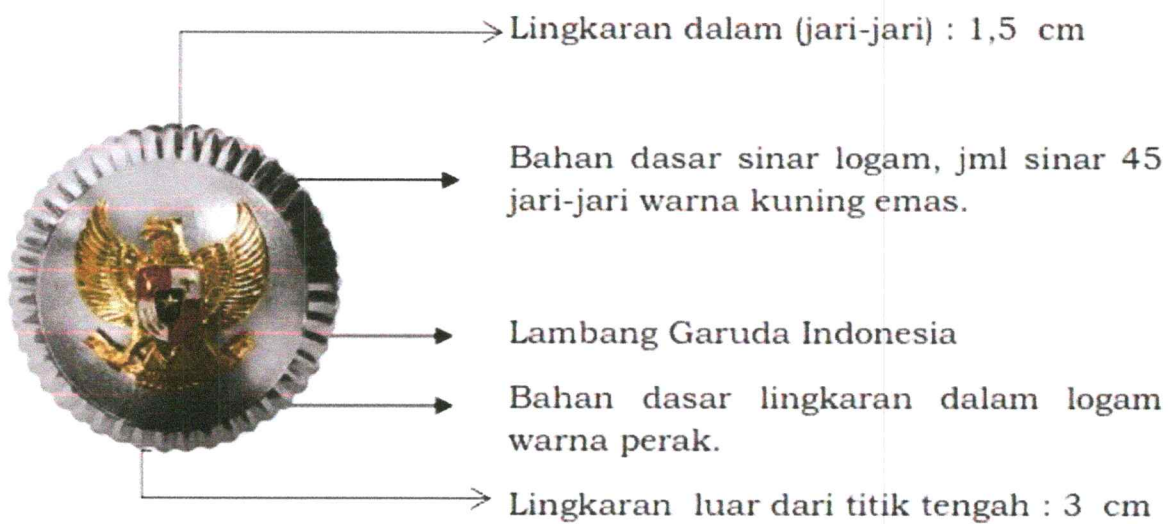 Lingkaran dalam (jari-jari) : 1,5 cm
Bahan dasar sinar logam, jml sinar 45
jari-jari warna kuning emas.
Lambang Garuda Indonesia
Bahan dasar lingkaran dalam logam
warna perak.
Lingkaran luar dari titik tengah : 3 cm